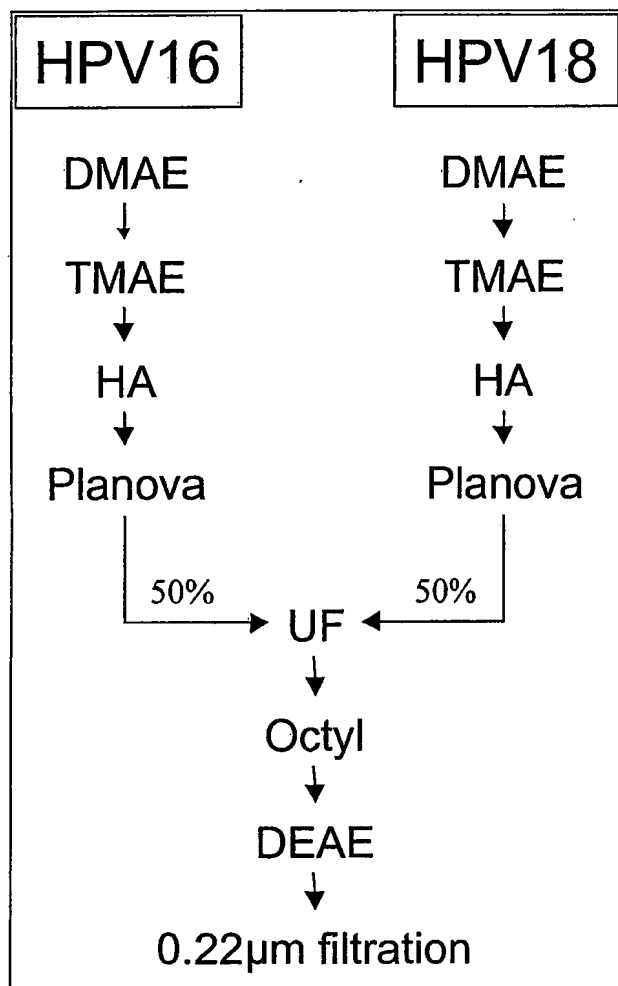 HPV16 HPV18
DMAE DMAE
TMAE TMAE
HA HA
Planova Planova
50% 50%
UF
Octyl
DEAE
0.22µm filtration